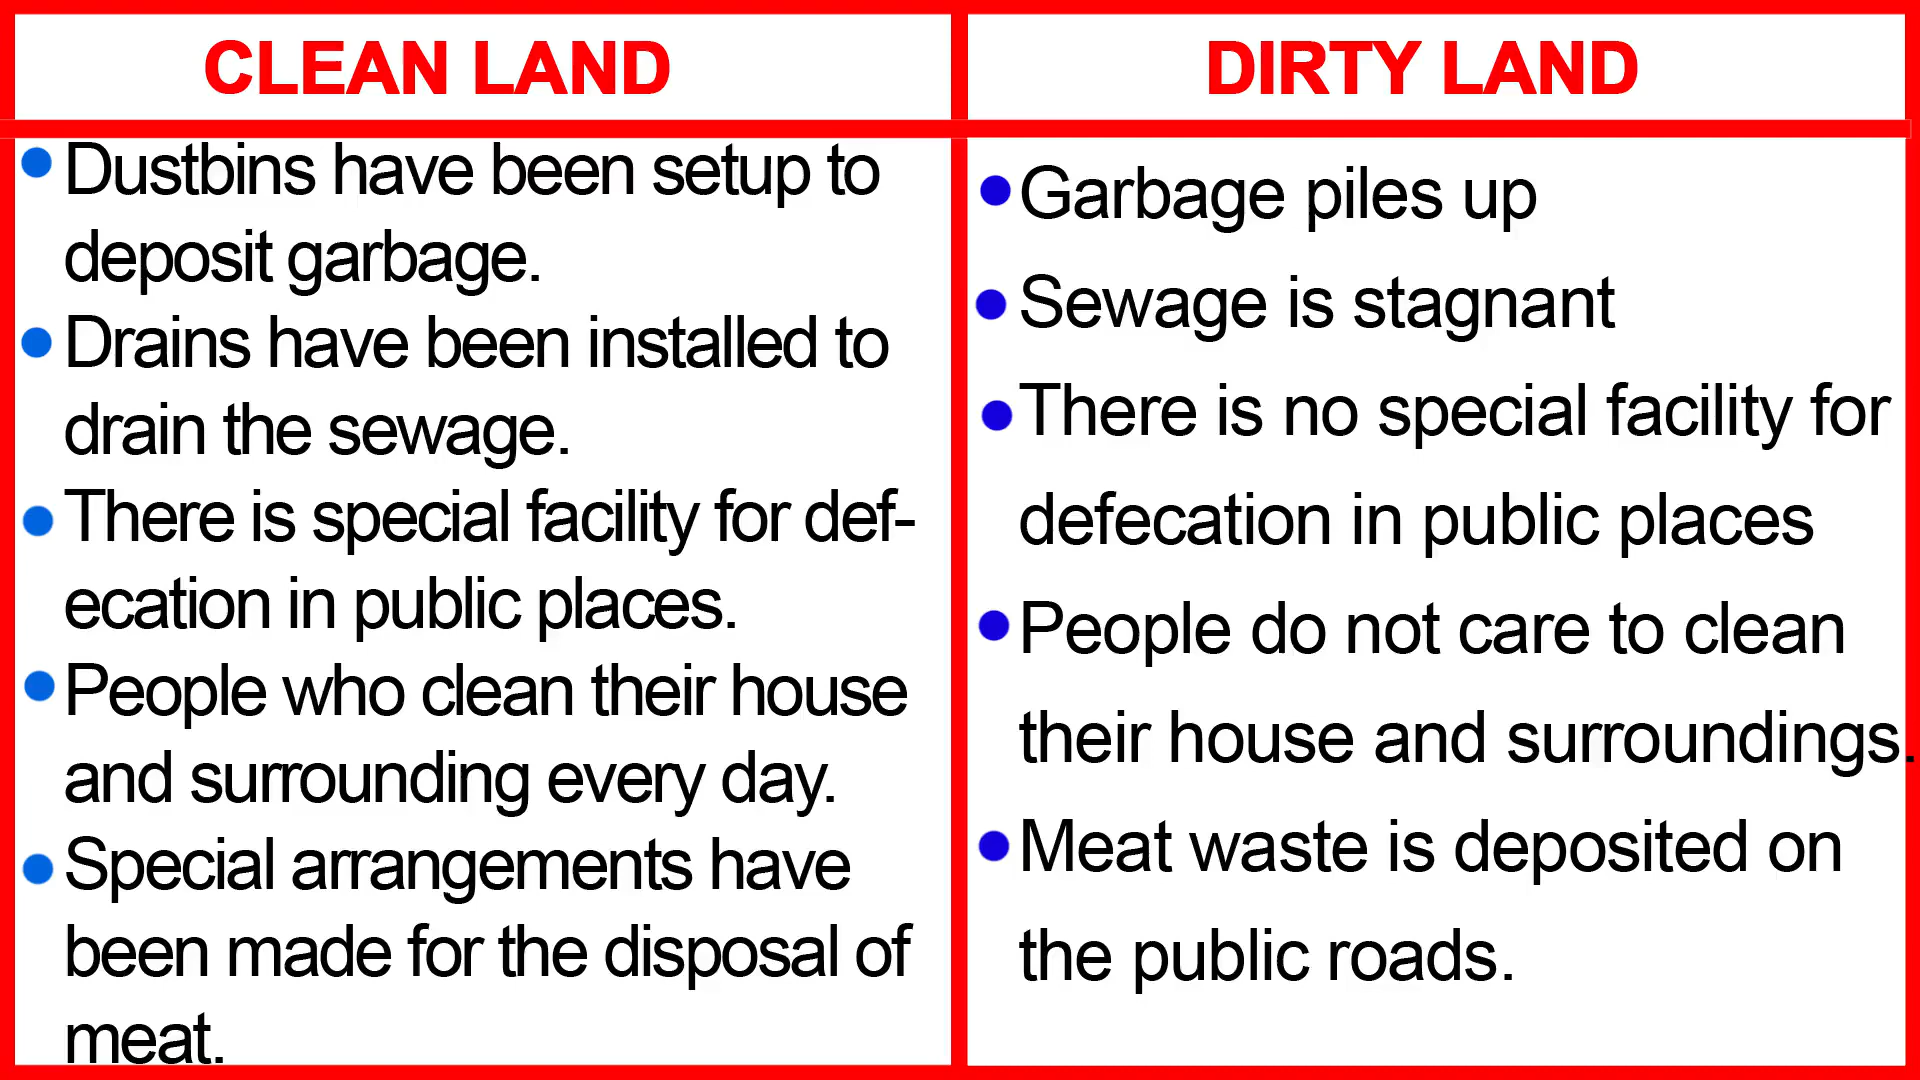 CLEAN LAND
Dustbins have been setup to
deposit garbage.
Drains have been installed to
drain the sewage.
There is special facility for def-
ecation in public places.
People who clean their house
and surrounding every day.
Special arrangements have
been made for the disposal of
meat.
DIRTY LAND
Garbage piles up
Sewage is stagnant
There is no special facility for
defecation in public places
People do not care to clean
their house and surroundings.
Meat waste is deposited on
the public roads.